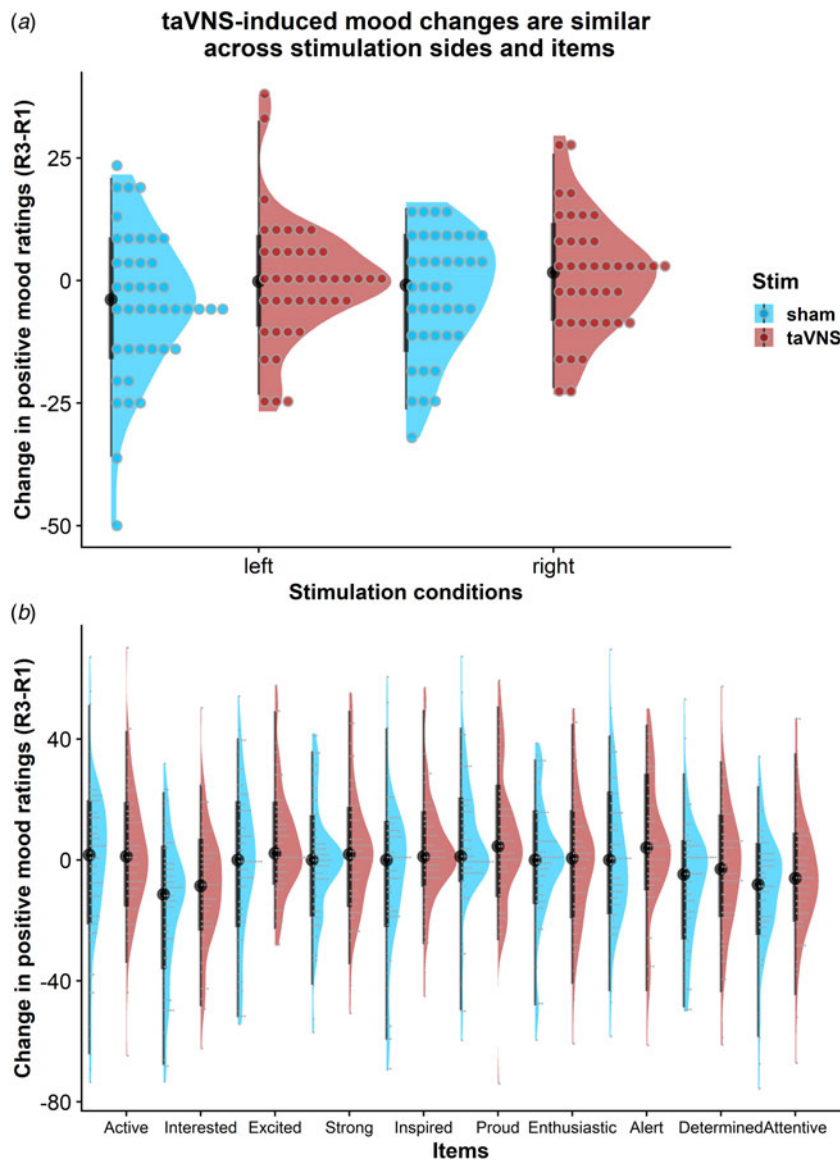 (a)
taVNS-induced mood changes are similar
across stimulation sides and items
Change in positive mood ratings (R3-R1)
25
0
-25
-50
left
right
Stimulation conditions
Stim
sham
taVNS
(b)
Change in positive mood ratings (R3-R1)
40
0
-40
-80
Active Interested Excited Strong Inspired Proud Enthusiastic Alert Determined Attentive
Items